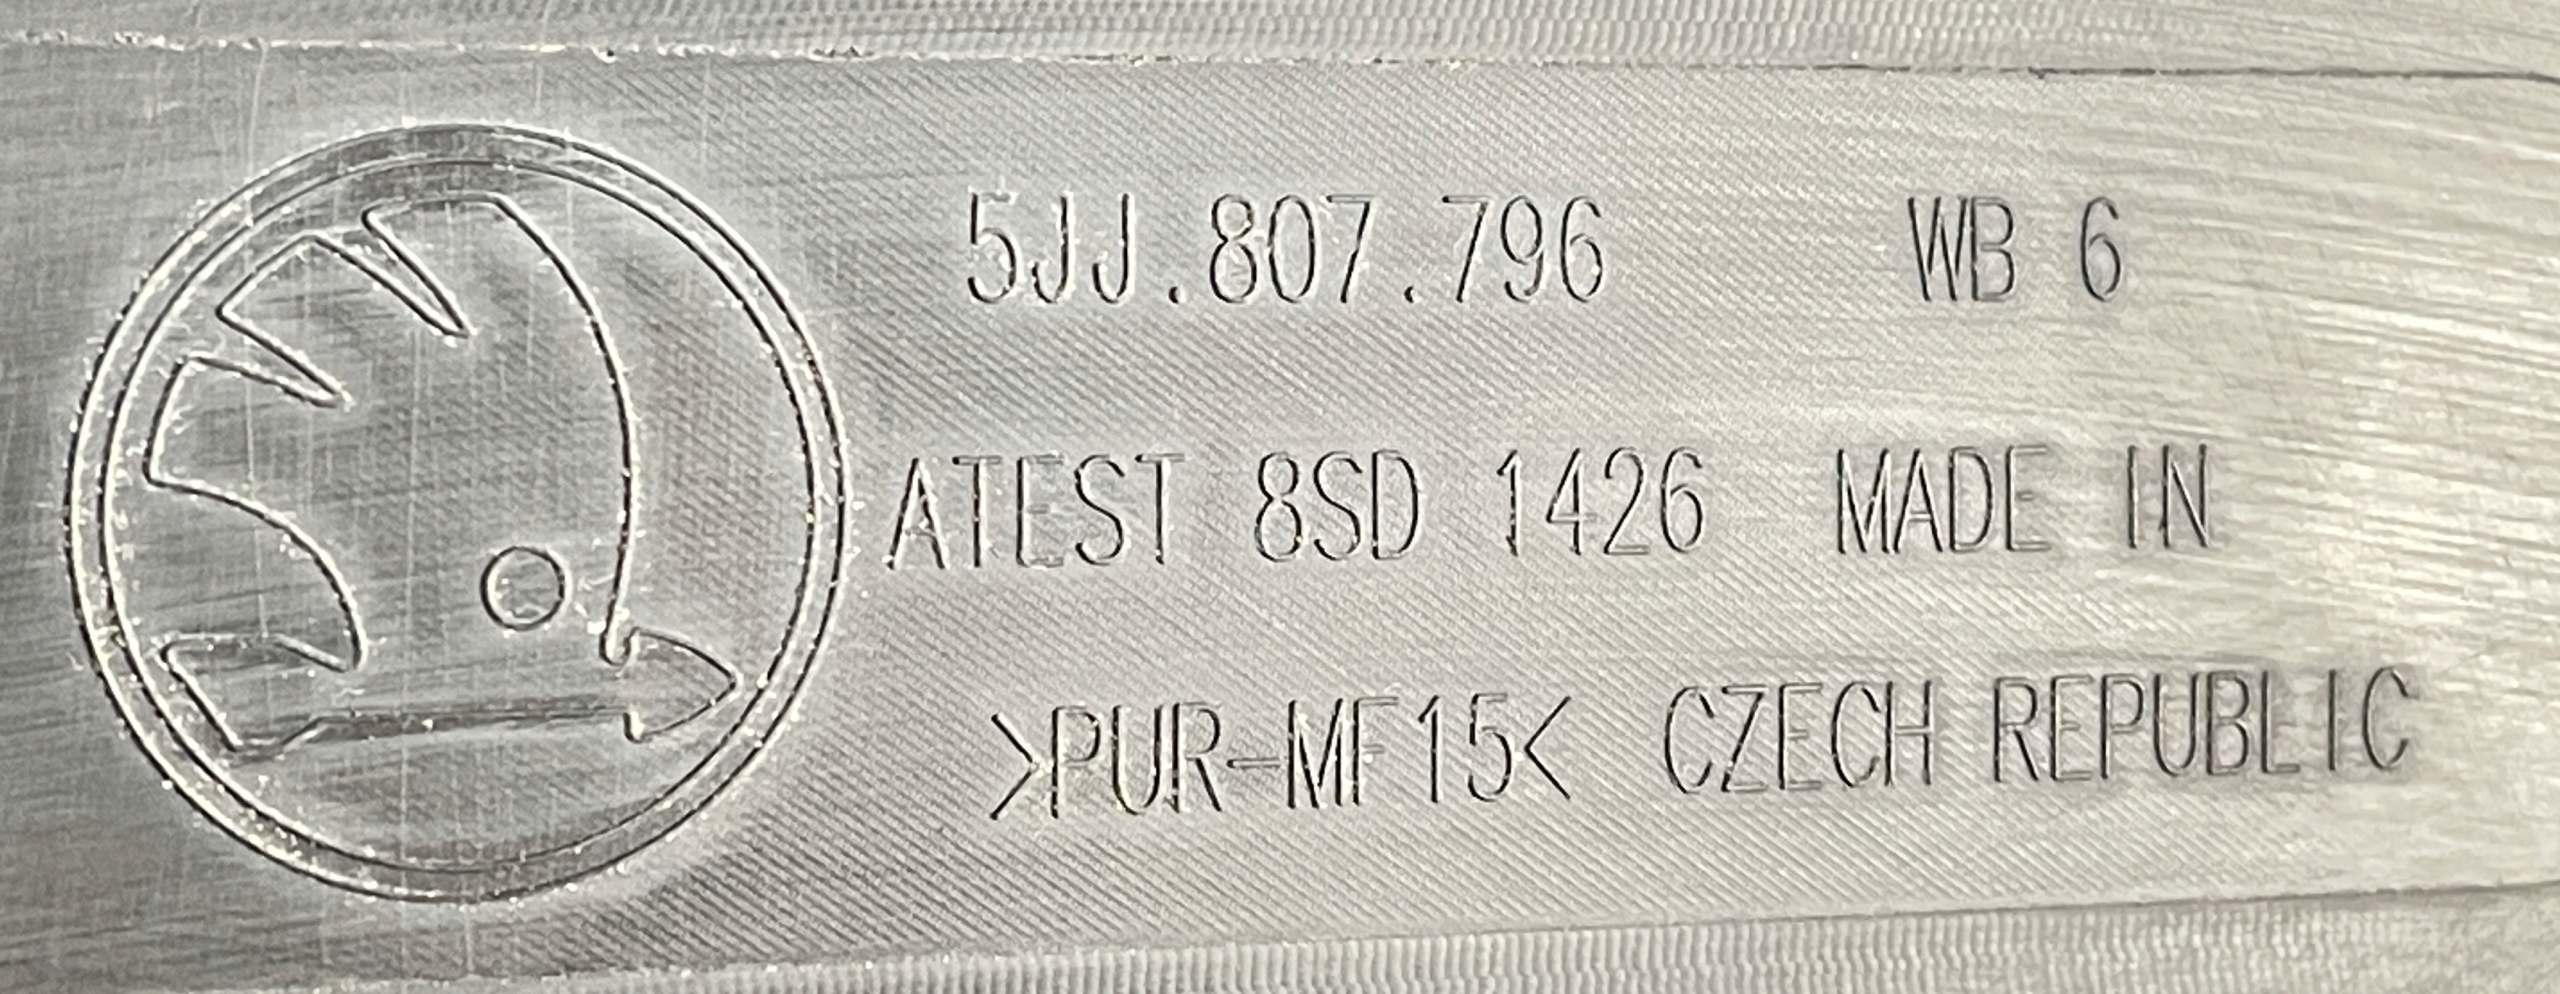 5JJ.807.796 WB 6
ATEST 8SD 1426 MADE IN
>PUR-MF15< CZECH REPUBLIC